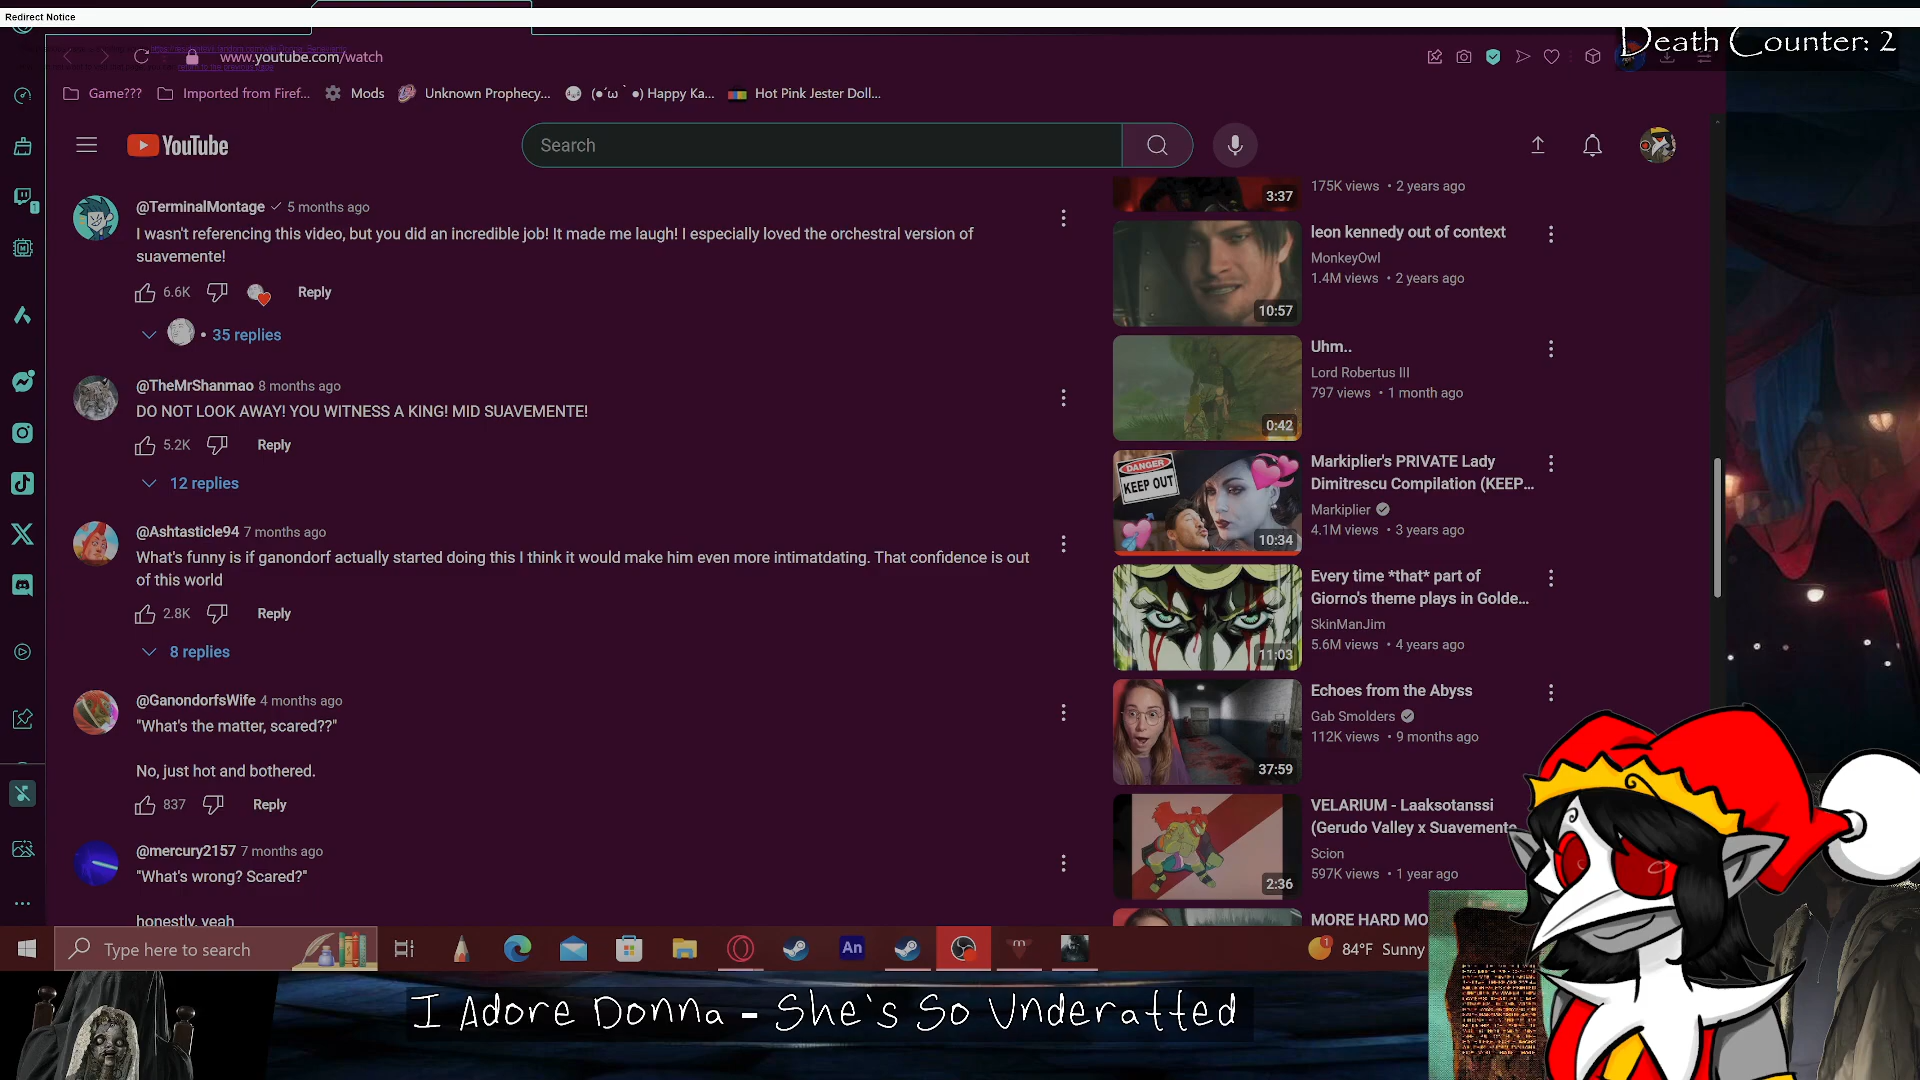 Redirect Notice
Death Counter: 2
www.youtube.com/watch
Game???
Imported from Firef...
Mods
Unknown Prophecy...
(●´ω｀●) Happy Ka...
Hot Pink Jester Doll...
YouTube
Search
@TerminalMontage 5 months ago
I wasn't referencing this video, but you did an incredible job! It made me laugh! I especially loved the orchestral version of
suavemente!
6.6K
Reply
• 35 replies
@TheMrShanmao 8 months ago
DO NOT LOOK AWAY! YOU WITNESS A KING! MID SUAVEMENTE!
5.2K
Reply
12 replies
@Ashtasticle94 7 months ago
What's funny is if ganondorf actually started doing this I think it would make him even more intimatdating. That confidence is out
of this world
2.8K
Reply
8 replies
@GanondorfsWife 4 months ago
"What's the matter, scared??"
No, just hot and bothered.
837
Reply
@mercury2157 7 months ago
"What's wrong? Scared?"
honestly, yeah
3:37
175K views • 2 years ago
10:57
leon kennedy out of context
MonkeyOwl
1.4M views • 2 years ago
0:42
Uhm..
Lord Robertus III
797 views • 1 month ago
DANGER
KEEP OUT
10:34
Markiplier's PRIVATE Lady
Dimitrescu Compilation (KEEP...
Markiplier
4.1M views • 3 years ago
11:03
Every time *that* part of
Giorno's theme plays in Golde...
SkinManJim
5.6M views • 4 years ago
37:59
Echoes from the Abyss
Gab Smolders
112K views • 9 months ago
2:36
VELARIUM - Laaksotanssi
(Gerudo Valley x Suavemente
Scion
597K views • 1 year ago
MORE HARD MO
Type here to search
An
1
84°F Sunny
I Adore Donna - She's So Underatted